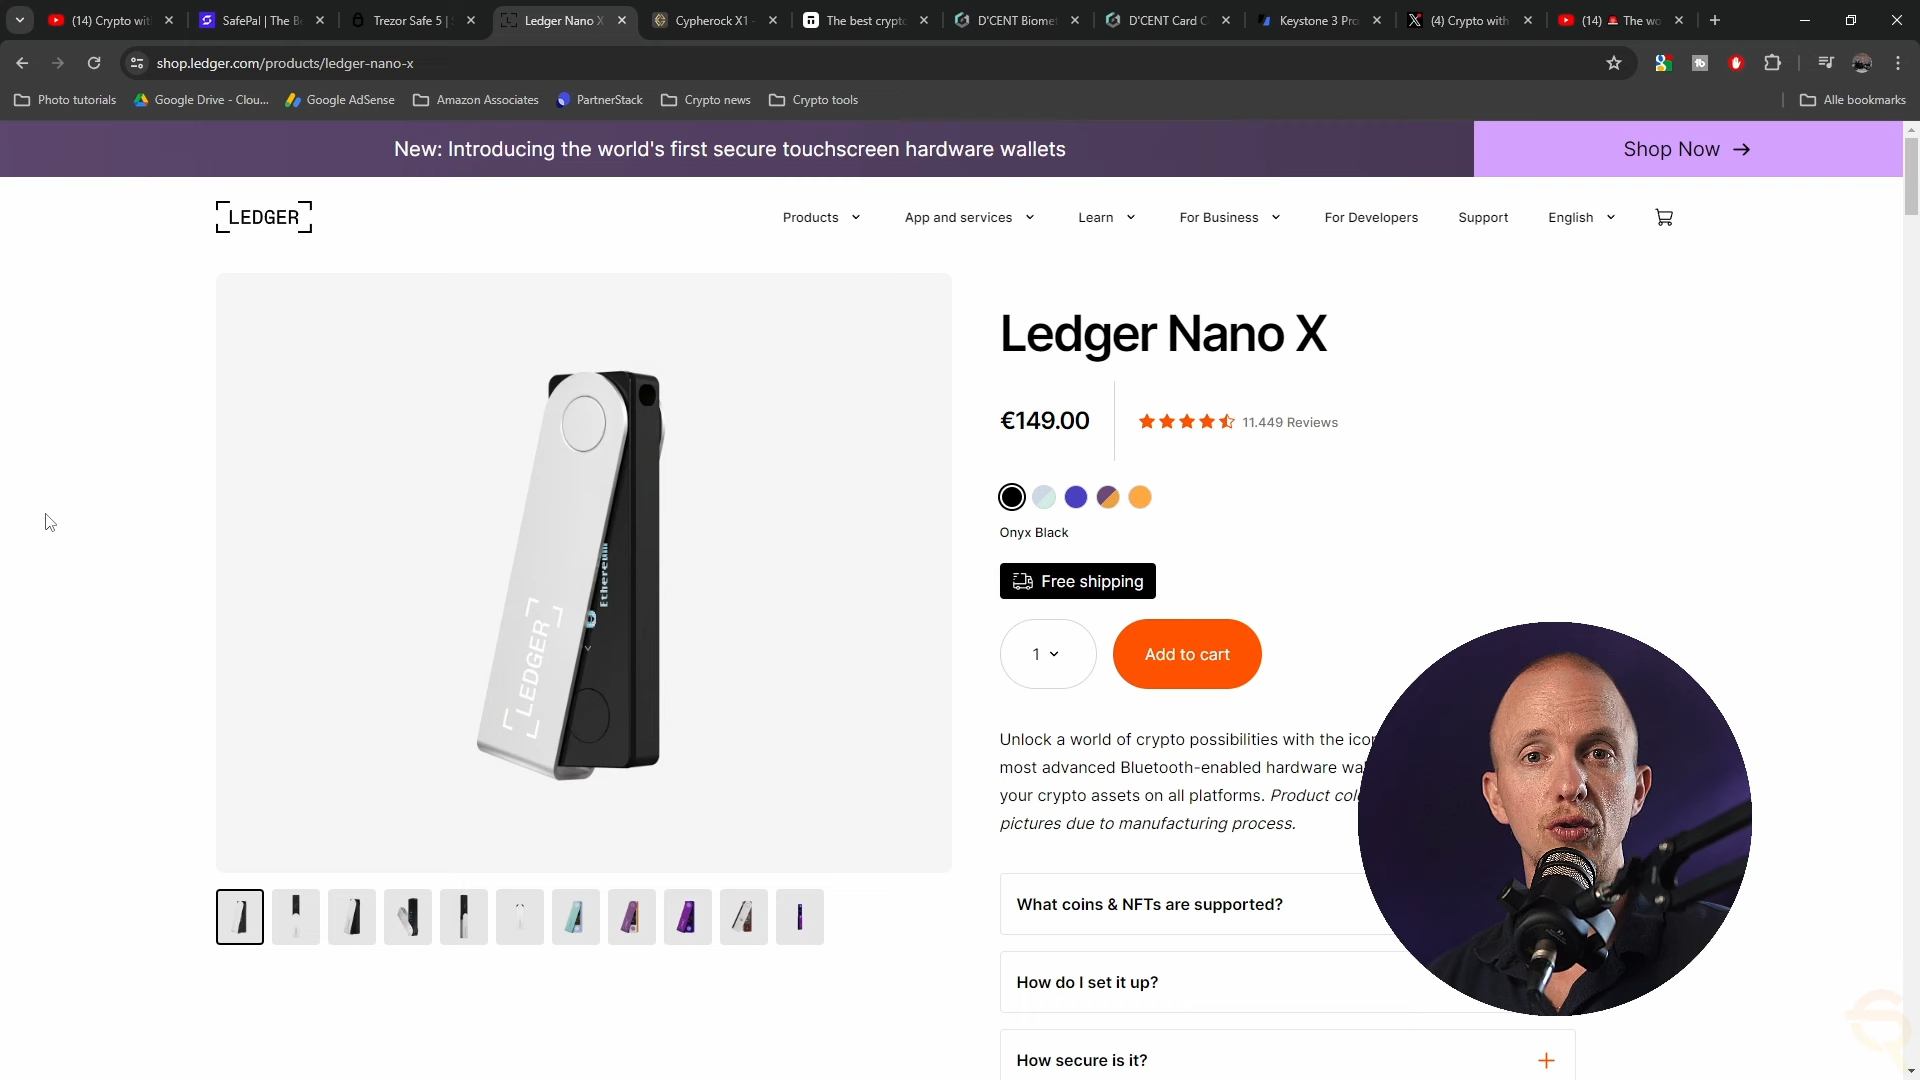 (14) Crypto wit
SafePal | The Be
Trezor Safe 5 |
Ledger Nano X
Cypherock X1 -
The best crypto
D'CENT Biomet
D'CENT Card C
Keystone 3 Pro
(4) Crypto with
(14) 🚨 The wo
shop.ledger.com/products/ledger-nano-x
Photo tutorials
Google Drive - Clou...
Google AdSense
Amazon Associates
PartnerStack
Crypto news
Crypto tools
Alle bookmarks
New: Introducing the world's first secure touchscreen hardware wallets
Shop Now →
LEDGER
Products
App and services
Learn
For Business
For Developers
Support
English
Ledger Nano X
€149.00
11.449 Reviews
Onyx Black
Free shipping
1
Add to cart
Ethereum
LEDGER
Unlock a world of crypto possibilities with the
most advanced Bluetooth-enabled hardware
your crypto assets on all platforms. Product
pictures due to manufacturing process.
What coins & NFTs are supported?
How do I set it up?
How secure is it?